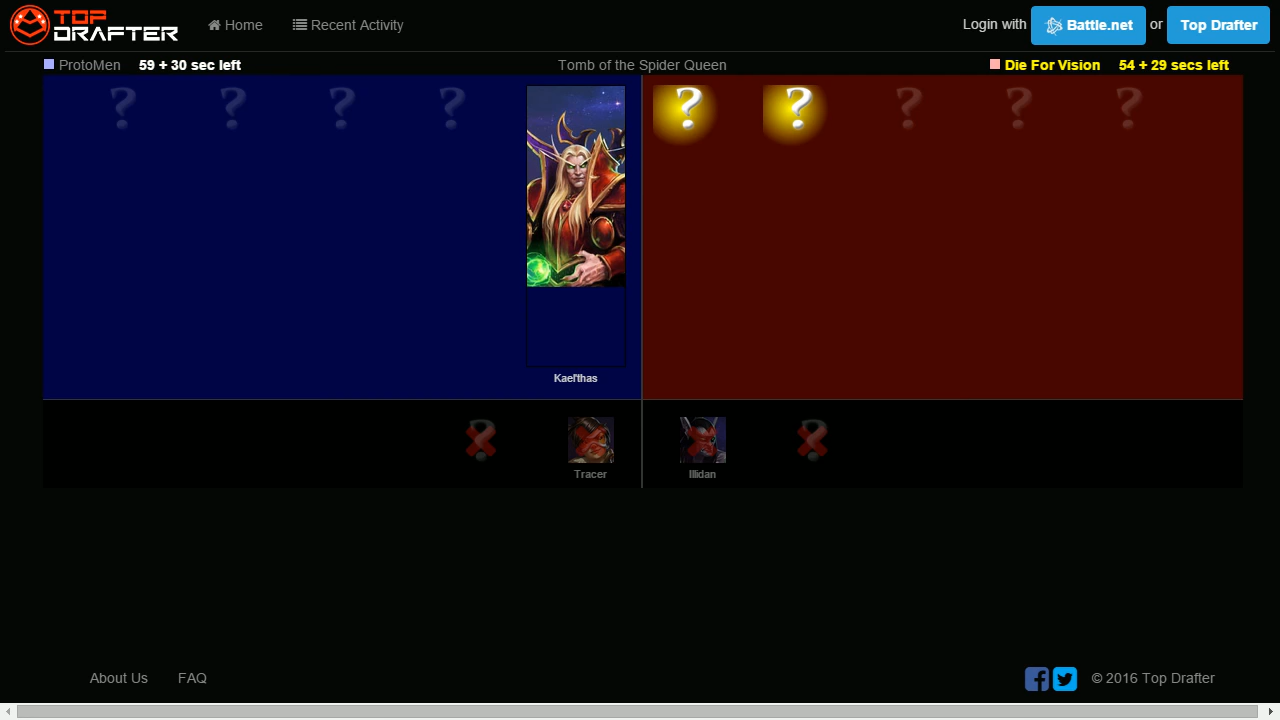 TOP DRAFTER
Home
Recent Activity
Login with Battle.net or Top Drafter
ProtoMen 59 + 30 sec left
Tomb of the Spider Queen
Die For Vision 54 + 29 secs left
? ? ? ? ? ? ? ? ?
Kael'thas
? ?
Tracer
Illidan
About Us
FAQ
© 2016 Top Drafter